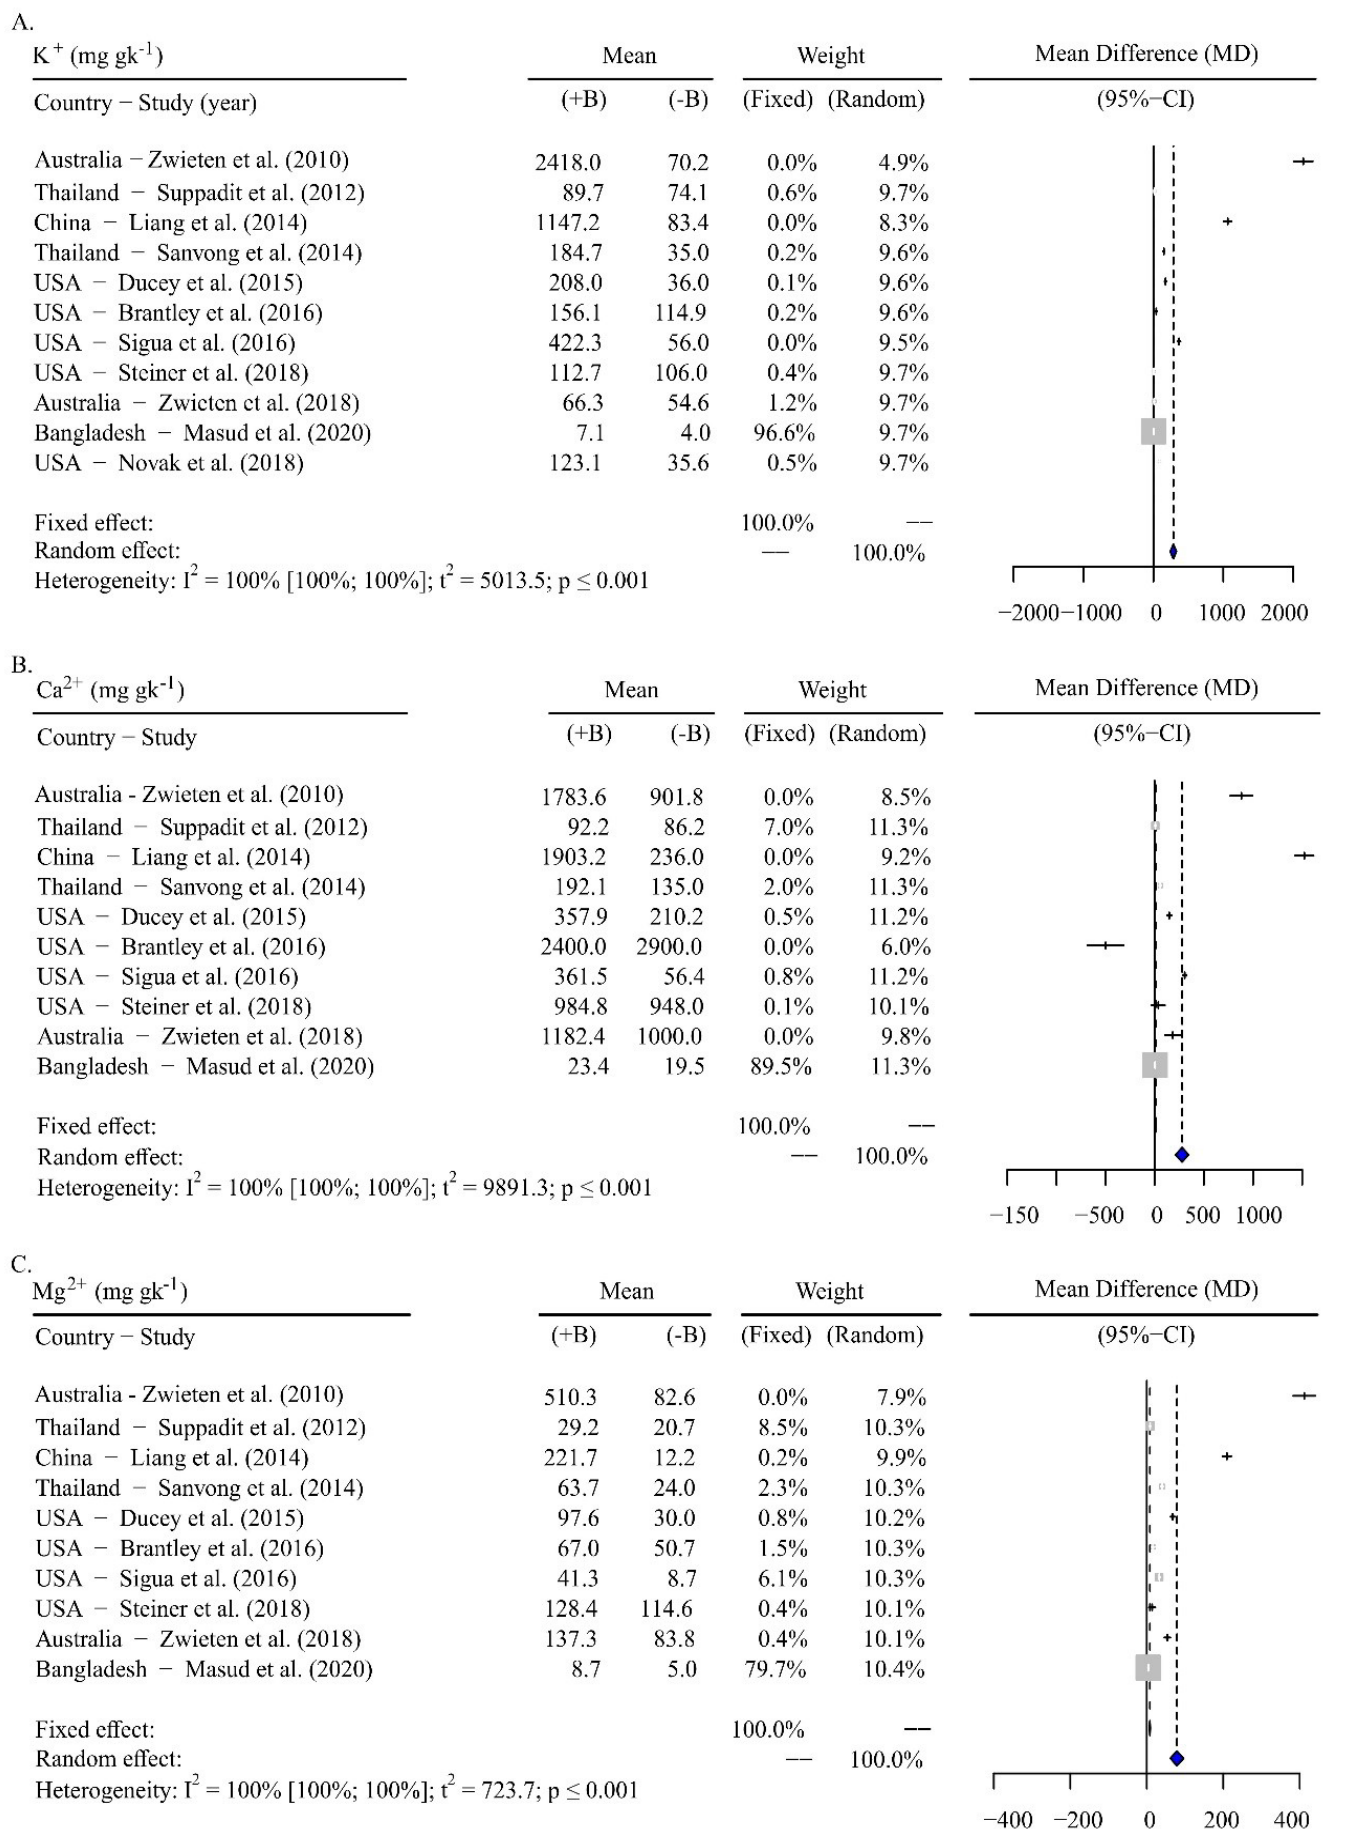 A.
K+ (mg gk-1) Mean Weight Mean Difference (MD)
Country − Study (year) (+B) (-B) (Fixed) (Random) (95%−CI)
Australia − Zwieten et al. (2010) 2418.0 70.2 0.0% 4.9%
Thailand − Suppadit et al. (2012) 89.7 74.1 0.6% 9.7%
China − Liang et al. (2014) 1147.2 83.4 0.0% 8.3%
Thailand − Sanvong et al. (2014) 184.7 35.0 0.2% 9.6%
USA − Ducey et al. (2015) 208.0 36.0 0.1% 9.6%
USA − Brantley et al. (2016) 156.1 114.9 0.2% 9.6%
USA − Sigua et al. (2016) 422.3 56.0 0.0% 9.5%
USA − Steiner et al. (2018) 112.7 106.0 0.4% 9.7%
Australia − Zwieten et al. (2018) 66.3 54.6 1.2% 9.7%
Bangladesh − Masud et al. (2020) 7.1 4.0 96.6% 9.7%
USA − Novak et al. (2018) 123.1 35.6 0.5% 9.7%
Fixed effect: 100.0% −−
Random effect: −− 100.0%
Heterogeneity: I2 = 100% [100%; 100%]; t2 = 5013.5; p ≤ 0.001
−2000 −1000 0 1000 2000
B.
Ca2+ (mg gk-1) Mean Weight Mean Difference (MD)
Country − Study (+B) (-B) (Fixed) (Random) (95%−CI)
Australia - Zwieten et al. (2010) 1783.6 901.8 0.0% 8.5%
Thailand − Suppadit et al. (2012) 92.2 86.2 7.0% 11.3%
China − Liang et al. (2014) 1903.2 236.0 0.0% 9.2%
Thailand − Sanvong et al. (2014) 192.1 135.0 2.0% 11.3%
USA − Ducey et al. (2015) 357.9 210.2 0.5% 11.2%
USA − Brantley et al. (2016) 2400.0 2900.0 0.0% 6.0%
USA − Sigua et al. (2016) 361.5 56.4 0.8% 11.2%
USA − Steiner et al. (2018) 984.8 948.0 0.1% 10.1%
Australia − Zwieten et al. (2018) 1182.4 1000.0 0.0% 9.8%
Bangladesh − Masud et al. (2020) 23.4 19.5 89.5% 11.3%
Fixed effect: 100.0% −−
Random effect: −− 100.0%
Heterogeneity: I2 = 100% [100%; 100%]; t2 = 9891.3; p ≤ 0.001
−150 −500 0 500 1000
C.
Mg2+ (mg gk-1) Mean Weight Mean Difference (MD)
Country − Study (+B) (-B) (Fixed) (Random) (95%−CI)
Australia - Zwieten et al. (2010) 510.3 82.6 0.0% 7.9%
Thailand − Suppadit et al. (2012) 29.2 20.7 8.5% 10.3%
China − Liang et al. (2014) 221.7 12.2 0.2% 9.9%
Thailand − Sanvong et al. (2014) 63.7 24.0 2.3% 10.3%
USA − Ducey et al. (2015) 97.6 30.0 0.8% 10.2%
USA − Brantley et al. (2016) 67.0 50.7 1.5% 10.3%
USA − Sigua et al. (2016) 41.3 8.7 6.1% 10.3%
USA − Steiner et al. (2018) 128.4 114.6 0.4% 10.1%
Australia − Zwieten et al. (2018) 137.3 83.8 0.4% 10.1%
Bangladesh − Masud et al. (2020) 8.7 5.0 79.7% 10.4%
Fixed effect: 100.0% −−
Random effect: −− 100.0%
Heterogeneity: I2 = 100% [100%; 100%]; t2 = 723.7; p ≤ 0.001
−400 −200 0 200 400